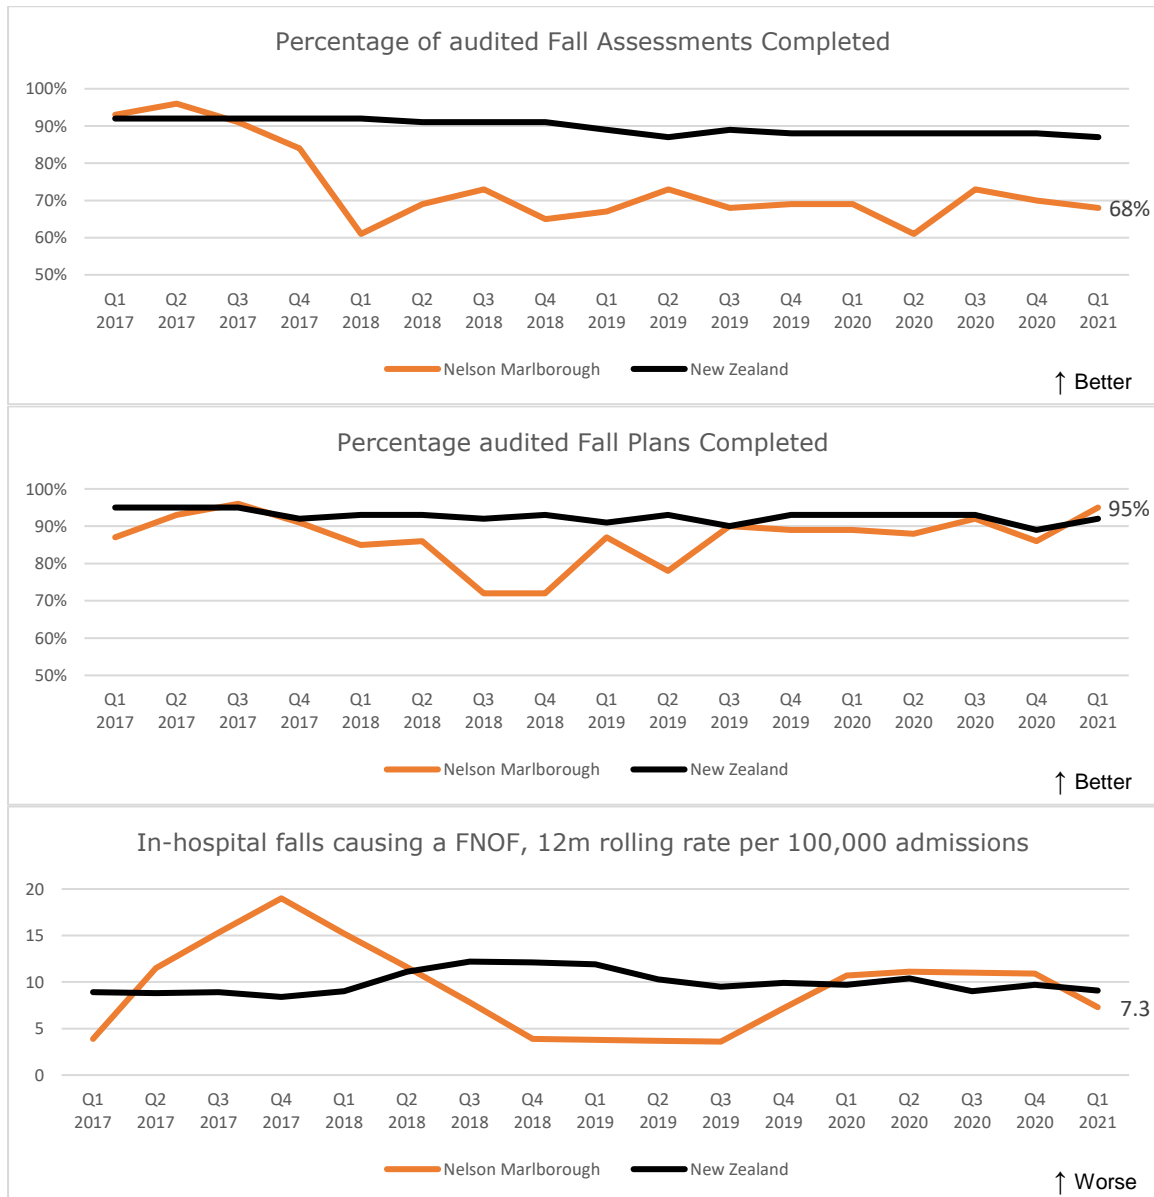 Percentage of audited Fall Assessments Completed
100%
90%
80%
70%
60%
50%
68%
Q1 Q2 Q3 Q4 Q1 Q2 Q3 Q4 Q1 Q2 Q3 Q4 Q1 Q2 Q3 Q4 Q1
2017 2017 2017 2017 2018 2018 2018 2018 2019 2019 2019 2019 2020 2020 2020 2020 2021
Nelson Marlborough New Zealand
↑ Better
Percentage audited Fall Plans Completed
100%
90%
80%
70%
60%
50%
95%
Q1 Q2 Q3 Q4 Q1 Q2 Q3 Q4 Q1 Q2 Q3 Q4 Q1 Q2 Q3 Q4 Q1
2017 2017 2017 2017 2018 2018 2018 2018 2019 2019 2019 2019 2020 2020 2020 2020 2021
Nelson Marlborough New Zealand
↑ Better
In-hospital falls causing a FNOF, 12m rolling rate per 100,000 admissions
20
15
10
5
0
7.3
Q1 Q2 Q3 Q4 Q1 Q2 Q3 Q4 Q1 Q2 Q3 Q4 Q1 Q2 Q3 Q4 Q1
2017 2017 2017 2017 2018 2018 2018 2018 2019 2019 2019 2019 2020 2020 2020 2020 2021
Nelson Marlborough New Zealand
↑ Worse